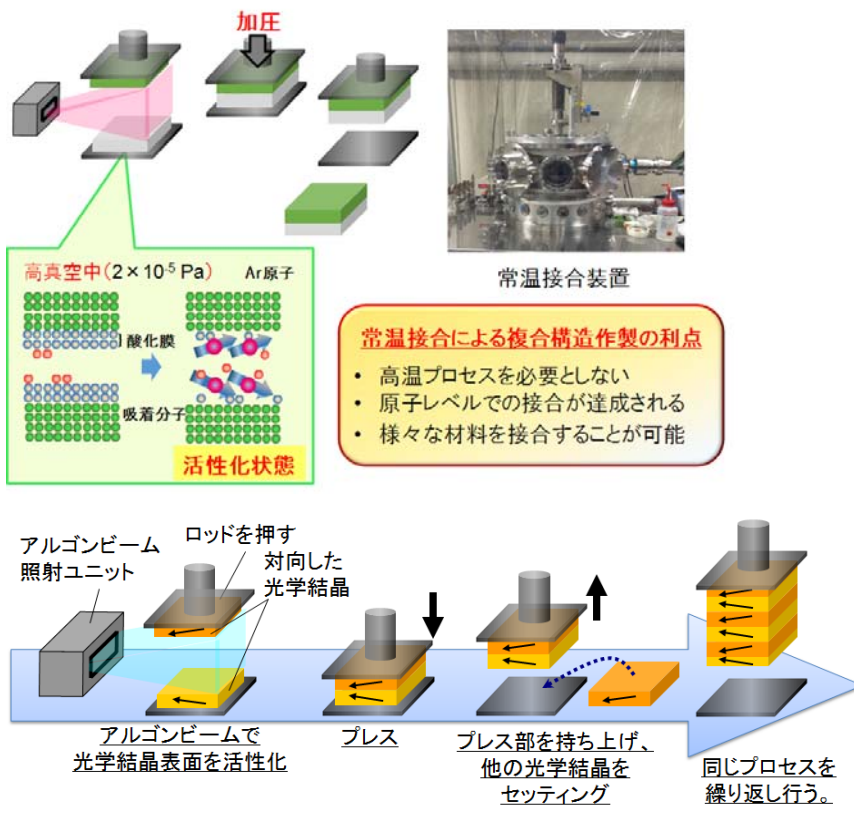 加圧
高真空中(2×10-5 Pa)
Ar原子
酸化膜
吸着分子
活性化状態
常温接合装置
常温接合による複合構造作製の利点
• 高温プロセスを必要としない
• 原子レベルでの接合が達成される
• 様々な材料を接合することが可能
アルゴンビーム
照射ユニット
ロッドを押す
対向した
光学結晶
アルゴンビームで
光学結晶表面を活性化
プレス
プレス部を持ち上げ、
他の光学結晶を
セッティング
同じプロセスを
繰り返し行う。